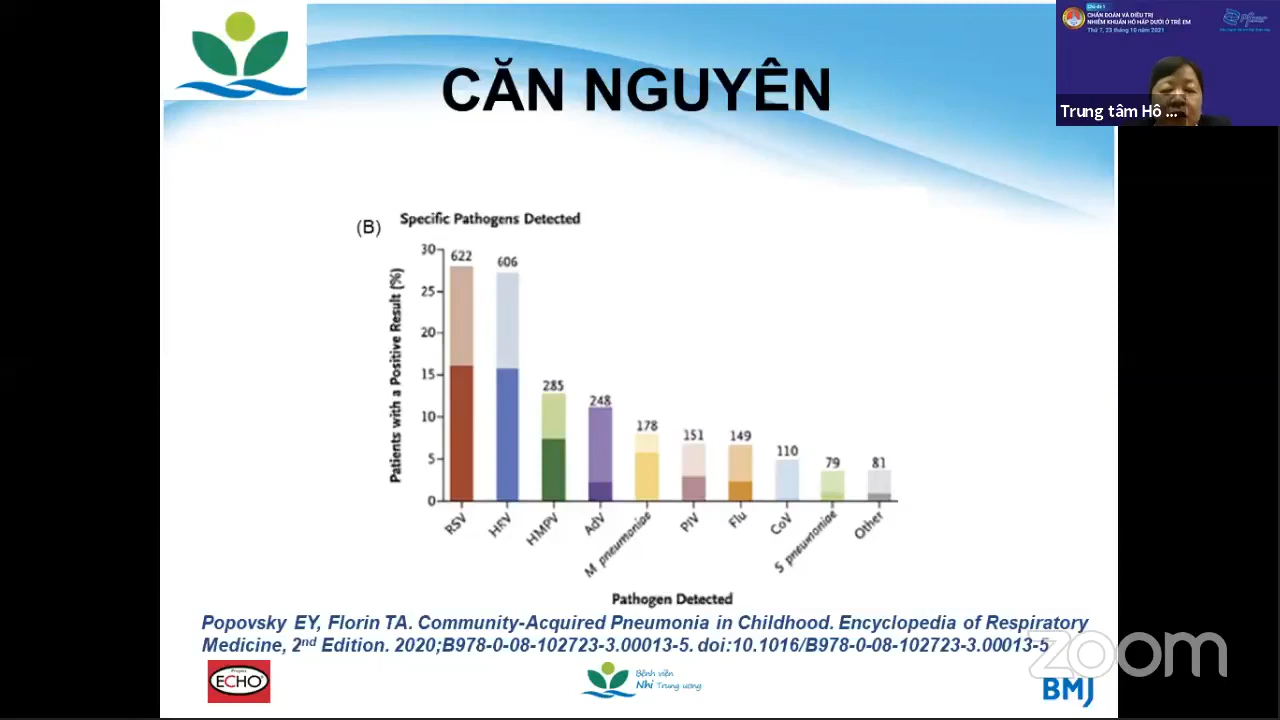 CĂN NGUYÊN
Chủ đề 1
CHẨN ĐOÁN VÀ ĐIỀU TRỊ
NHIỄM KHUẨN HÔ HẤP DƯỚI Ở TRẺ EM
Thứ 7, 23 tháng 10 năm 2021
Pfizer
Trung tâm Hô ...
(B)
Specific Pathogens Detected
Patients with a Positive Result (%)
30
25
20
15
10
5
0
622
606
285
248
178
151
149
110
79
81
RSV
HRV
HMPV
AdV
M pneumoniae
PIV
Flu
CoV
S pneumoniae
Other
Pathogen Detected
Popovsky EY, Florin TA. Community-Acquired Pneumonia in Childhood. Encyclopedia of Respiratory
Medicine, 2nd Edition. 2020;B978-0-08-102723-3.00013-5. doi:10.1016/B978-0-08-102723-3.00013-5
zoom
Project
ECHO
Bệnh viện
Nhi Trung ương
BMJ